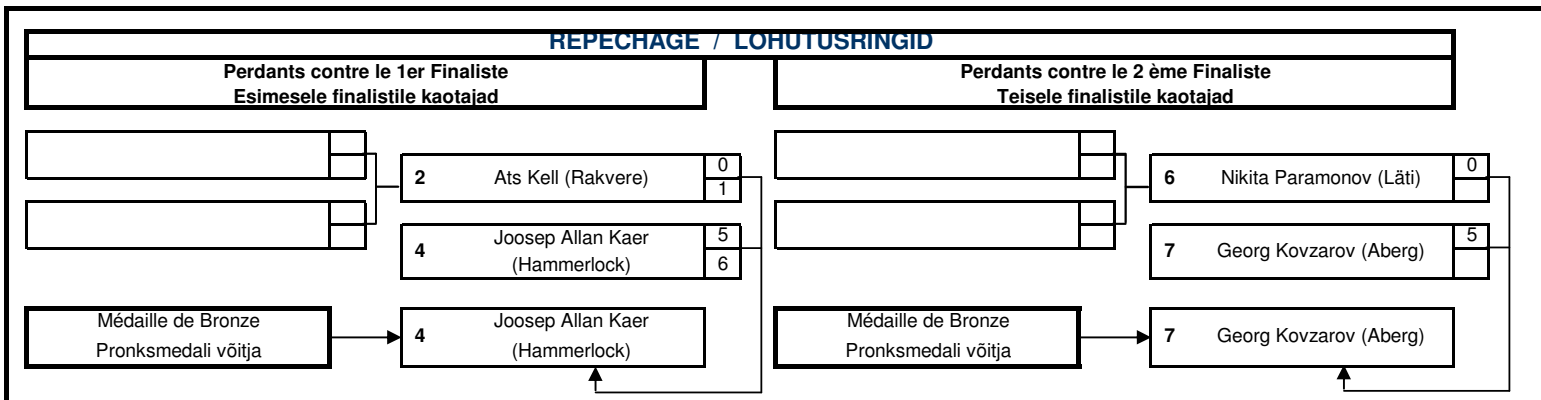 REPECHAGE / LOHUTUSRINGID
Perdants contre le 1er Finaliste
Esimesele finalistile kaotajad
Perdants contre le 2 ème Finaliste
Teisele finalistile kaotajad
2 Ats Kell (Rakvere) 0
1
4 Joosep Allan Kaer 5
(Hammerlock) 6
Médaille de Bronze
Pronksmedali võitja
4 Joosep Allan Kaer
(Hammerlock)
6 Nikita Paramonov (Läti) 0
7 Georg Kovzarov (Aberg) 5
Médaille de Bronze
Pronksmedali võitja
7 Georg Kovzarov (Aberg)